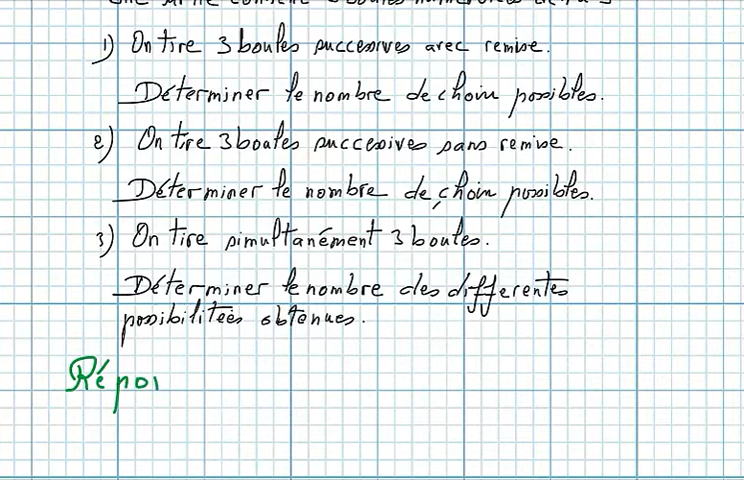 1) On tire 3 boules successives avec remise.
Déterminer le nombre de choix possibles.
2) On tire 3 boules successives sans remise.
Déterminer le nombre de choix possibles.
3) On tire simultanément 3 boules.
Déterminer le nombre des differentes
possibilitées obtenues.
Répoı